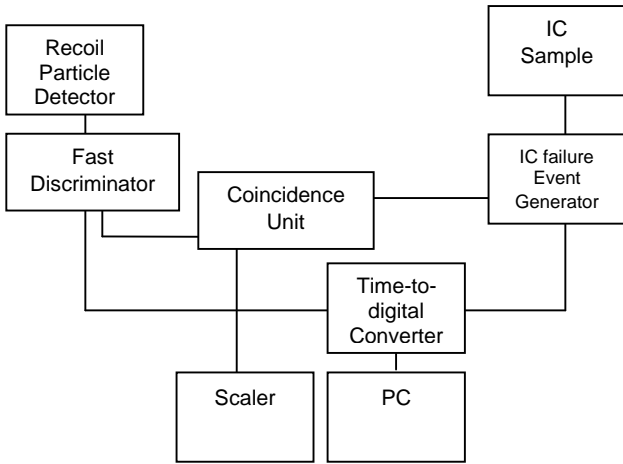 Recoil
Particle
Detector
IC
Sample
Fast
Discriminator
Coincidence
Unit
IC failure
Event
Generator
Time-to-
digital
Converter
Scaler
PC